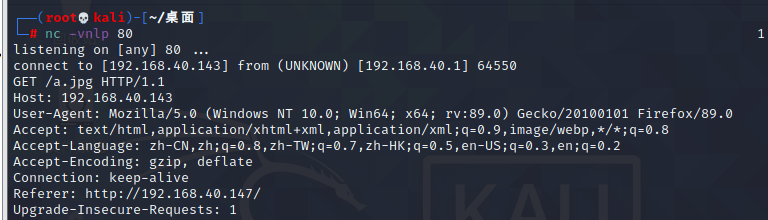 ┌──(root💀kali)-[~/桌面]
└─# nc -vnlp 80 1
listening on [any] 80 ...
connect to [192.168.40.143] from (UNKNOWN) [192.168.40.1] 64550
GET /a.jpg HTTP/1.1
Host: 192.168.40.143
User-Agent: Mozilla/5.0 (Windows NT 10.0; Win64; x64; rv:89.0) Gecko/20100101 Firefox/89.0
Accept: text/html,application/xhtml+xml,application/xml;q=0.9,image/webp,*/*;q=0.8
Accept-Language: zh-CN,zh;q=0.8,zh-TW;q=0.7,zh-HK;q=0.5,en-US;q=0.3,en;q=0.2
Accept-Encoding: gzip, deflate
Connection: keep-alive
Referer: http://192.168.40.147/
Upgrade-Insecure-Requests: 1
KALI